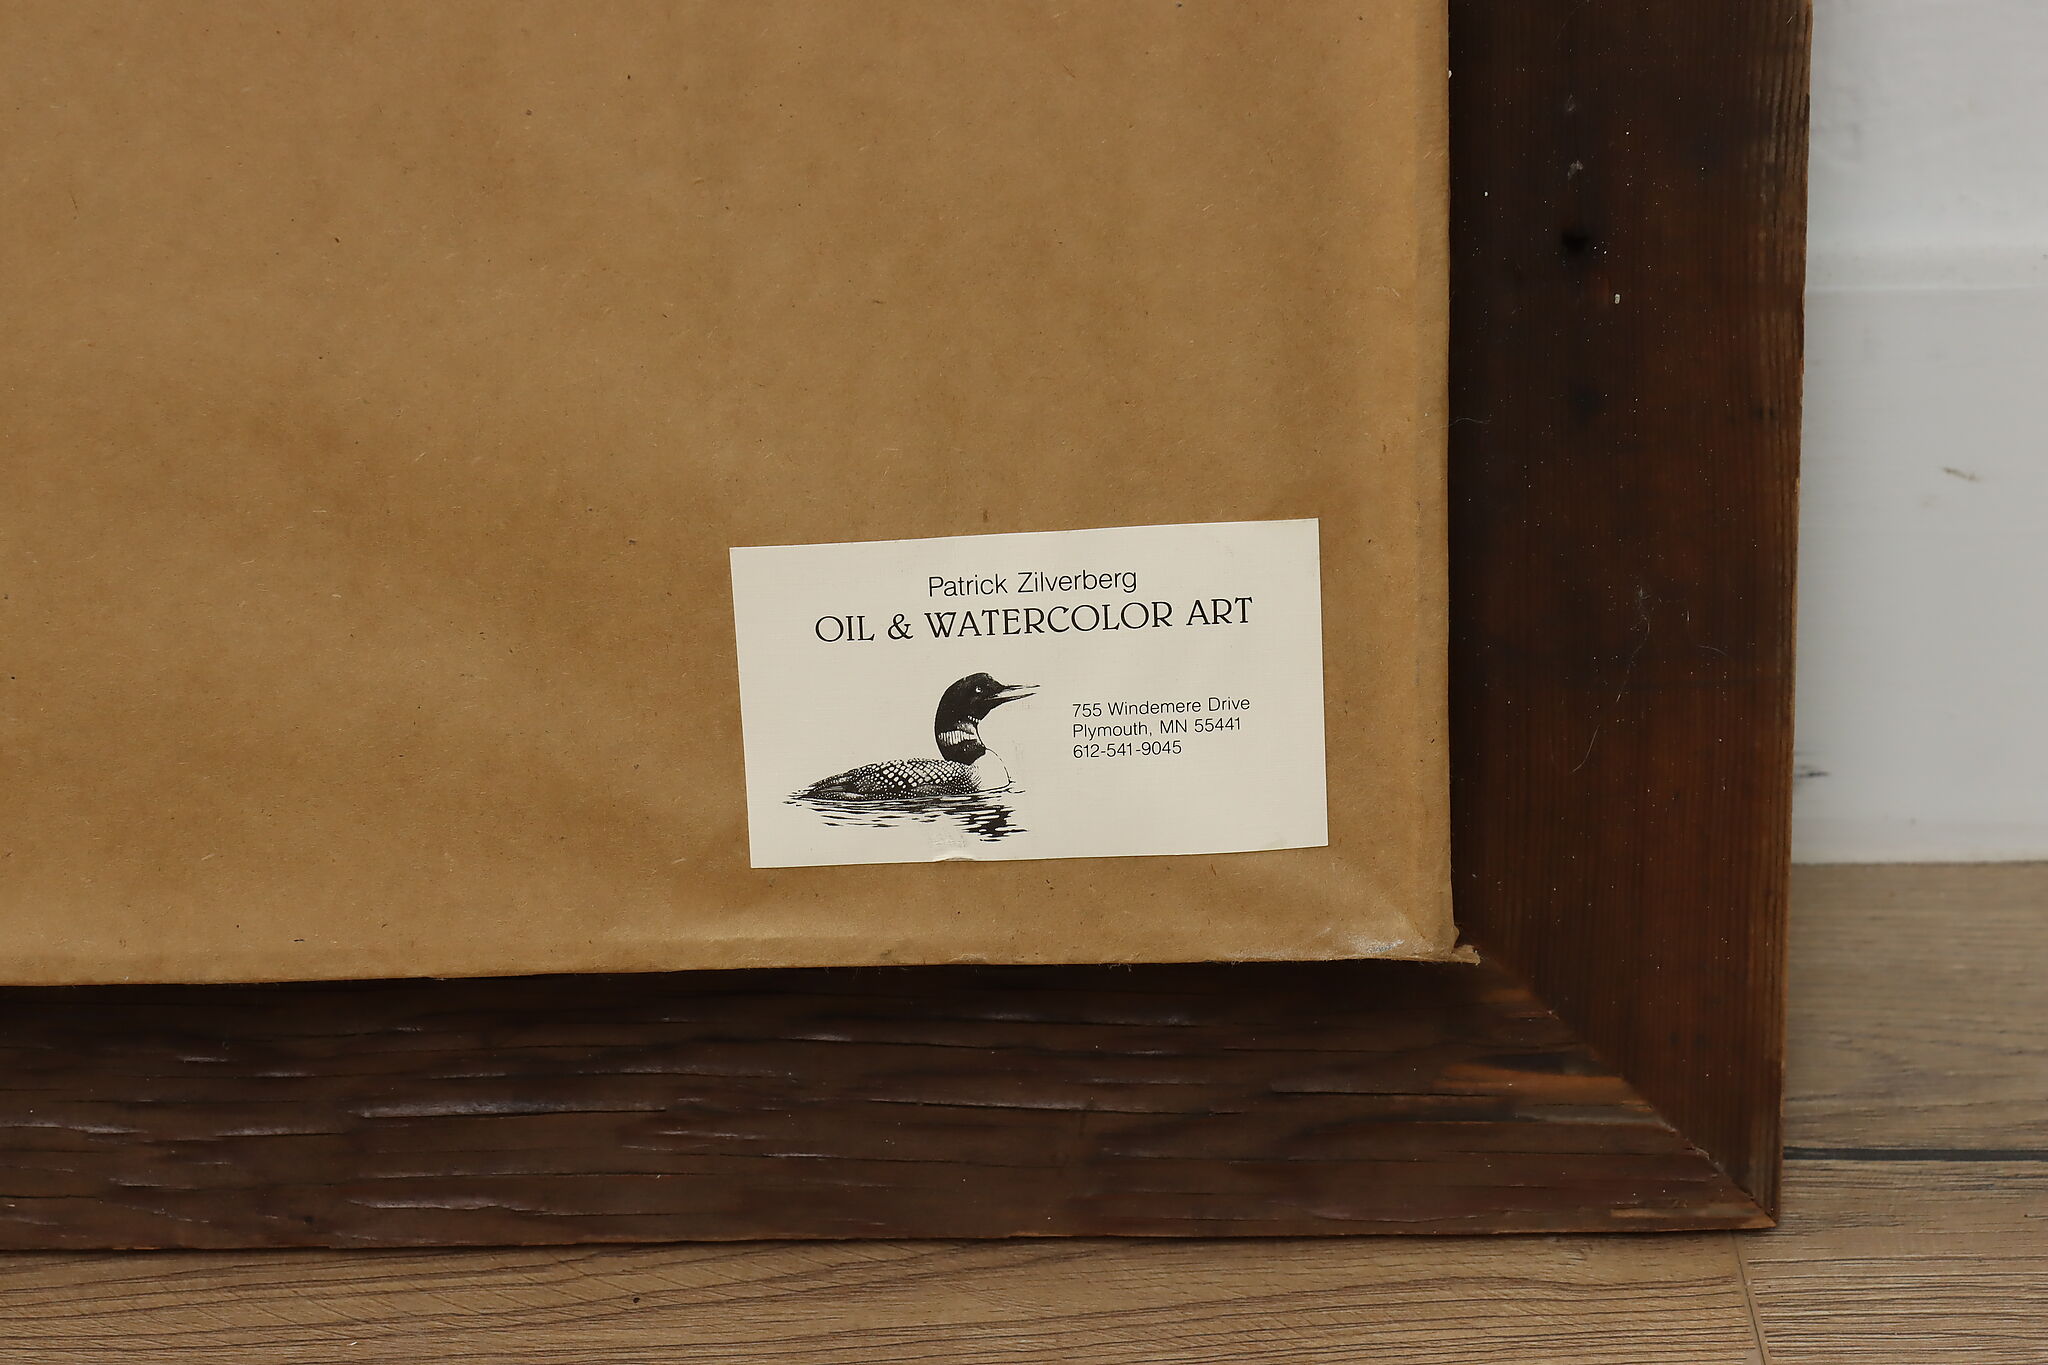 Patrick Zilverberg
OIL & WATERCOLOR ART
755 Windemere Drive
Plymouth, MN 55441
612-541-9045